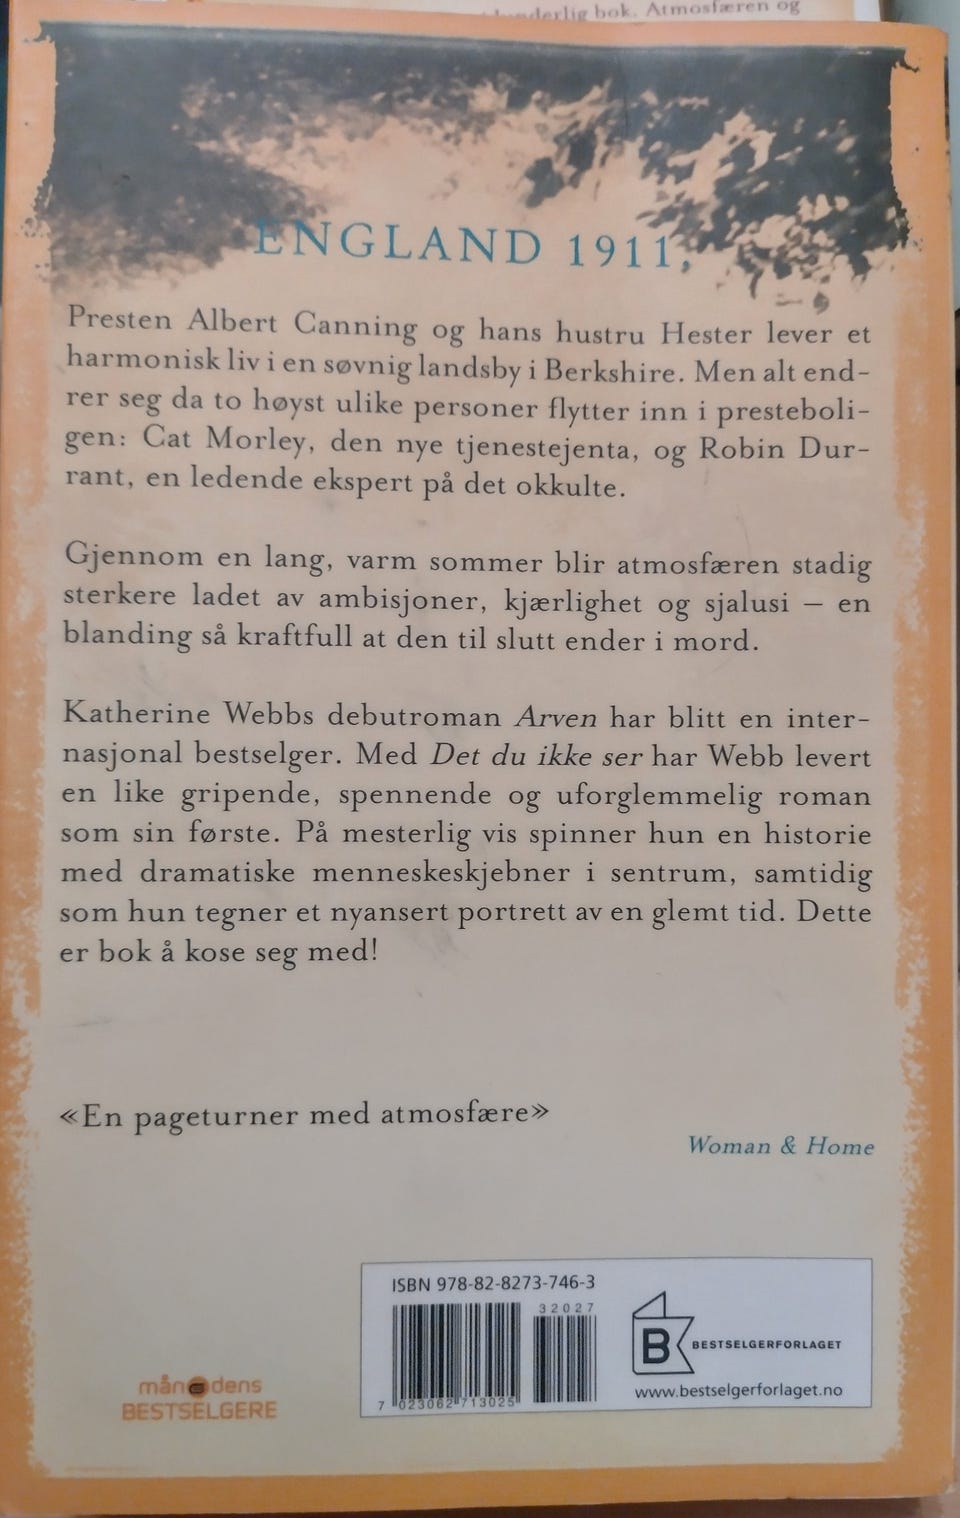 underlig bok. Atmosfæren og
ENGLAND 1911.
Presten Albert Canning og hans hustru Hester lever et
harmonisk liv i en søvnig landsby i Berkshire. Men alt end-
rer seg da to høyst ulike personer flytter inn i presteboli-
gen: Cat Morley, den nye tjenestejenta, og Robin Dur-
rant, en ledende ekspert på det okkulte.
Gjennom en lang, varm sommer blir atmosfæren stadig
sterkere ladet av ambisjoner, kjærlighet og sjalusi – en
blanding så kraftfull at den til slutt ender i mord.
Katherine Webbs debutroman Arven har blitt en inter-
nasjonal bestselger. Med Det du ikke ser har Webb levert
en like gripende, spennende og uforglemmelig roman
som sin første. På mesterlig vis spinner hun en historie
med dramatiske menneskeskjebner i sentrum, samtidig
som hun tegner et nyansert portrett av en glemt tid. Dette
er bok å kose seg med!
«En pageturner med atmosfære»
Woman & Home
ISBN 978-82-8273-746-3
32027
7 023062 713025
B BESTSELGERFORLAGET
www.bestselgerforlaget.no
månedens
BESTSELGERE